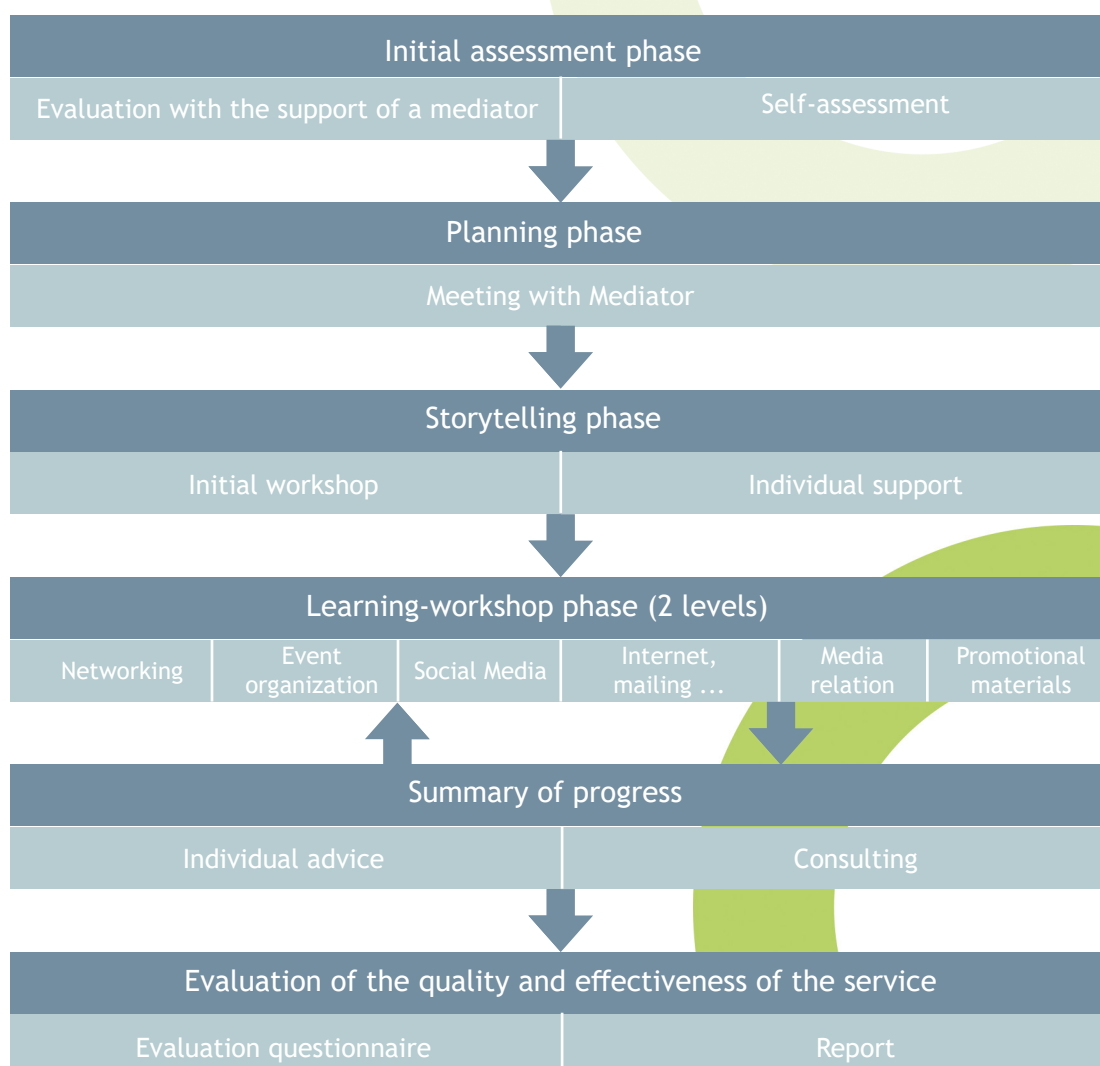 Initial assessment phase
Evaluation with the support of a mediator
Self-assessment
Planning phase
Meeting with Mediator
Storytelling phase
Initial workshop
Individual support
Learning-workshop phase (2 levels)
Networking
Event
organization
Social Media
Internet,
mailing ...
Media
relation
Promotional
materials
Summary of progress
Individual advice
Consulting
Evaluation of the quality and effectiveness of the service
Evaluation questionnaire
Report